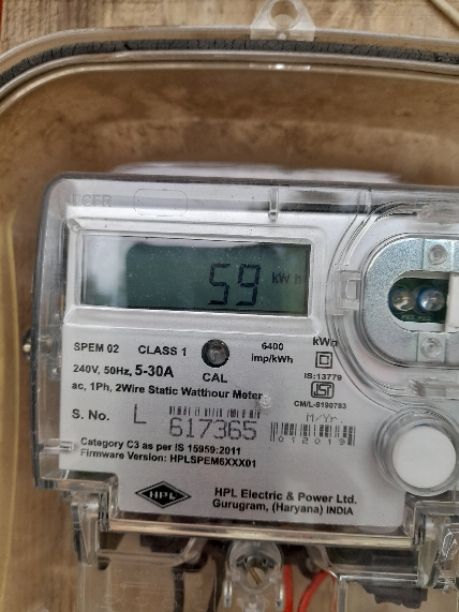 59 kWh
SPEM 02 CLASS 1 6400 imp/kWh kWh
240V, 50Hz, 5-30A CAL IS:13779
ac, 1Ph, 2Wire Static Watthour Meter
CM/L-8190783
S. No. L 617365 M/Yr. 012019
Category C3 as per IS 15959:2011
Firmware Version: HPLSPEM6XXX01
HPL HPL Electric & Power Ltd.
Gurugram, (Haryana) INDIA